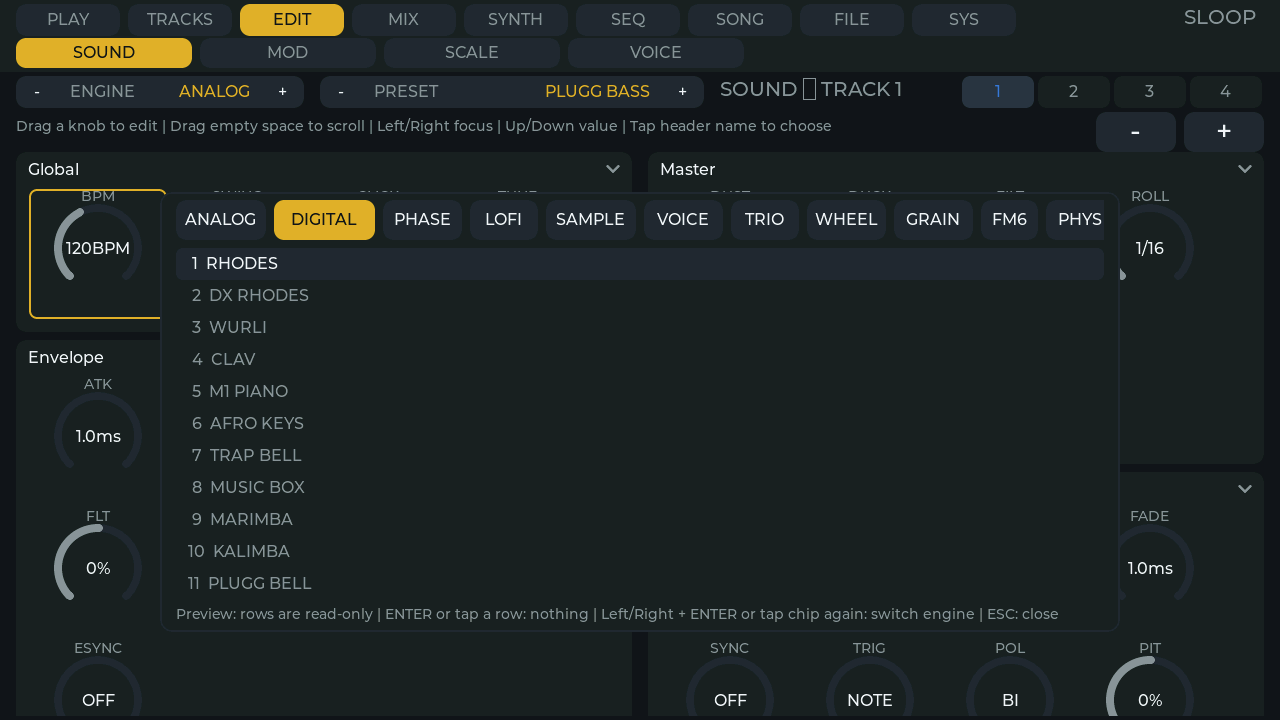 PLAY TRACKS EDIT MIX SYNTH SEQ SONG FILE SYS SLOOP
SOUND MOD SCALE VOICE
- ENGINE ANALOG + - PRESET PLUGG BASS + SOUND TRACK 1 1 2 3 4
Drag a knob to edit | Drag empty space to scroll | Left/Right focus | Up/Down value | Tap header name to choose - +
Global Master
BPM ROLL
120BPM 1/16
ANALOG DIGITAL PHASE LOFI SAMPLE VOICE TRIO WHEEL GRAIN FM6 PHYS
1 RHODES
2 DX RHODES
3 WURLI
4 CLAV
5 M1 PIANO
6 AFRO KEYS
7 TRAP BELL
8 MUSIC BOX
9 MARIMBA
10 KALIMBA
11 PLUGG BELL
Preview: rows are read-only | ENTER or tap a row: nothing | Left/Right + ENTER or tap chip again: switch engine | ESC: close
Envelope
ATK
1.0ms
FLT FADE
0% 1.0ms
ESYNC SYNC TRIG POL PIT
OFF OFF NOTE BI 0%